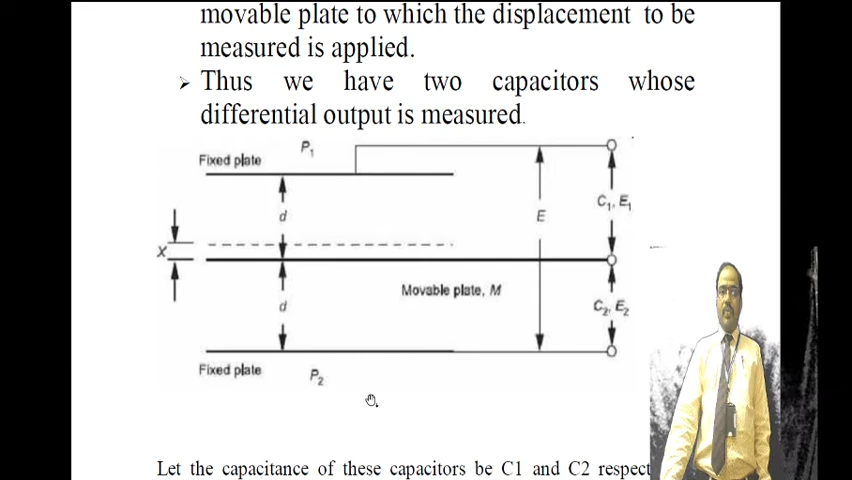 movable plate to which the displacement to be
measured is applied.
➢ Thus we have two capacitors whose
differential output is measured.
P1
Fixed plate
C1, E1
d
E
X
Movable plate, M
d
C2, E2
Fixed plate
P2
Let the capacitance of these capacitors be C1 and C2 respect